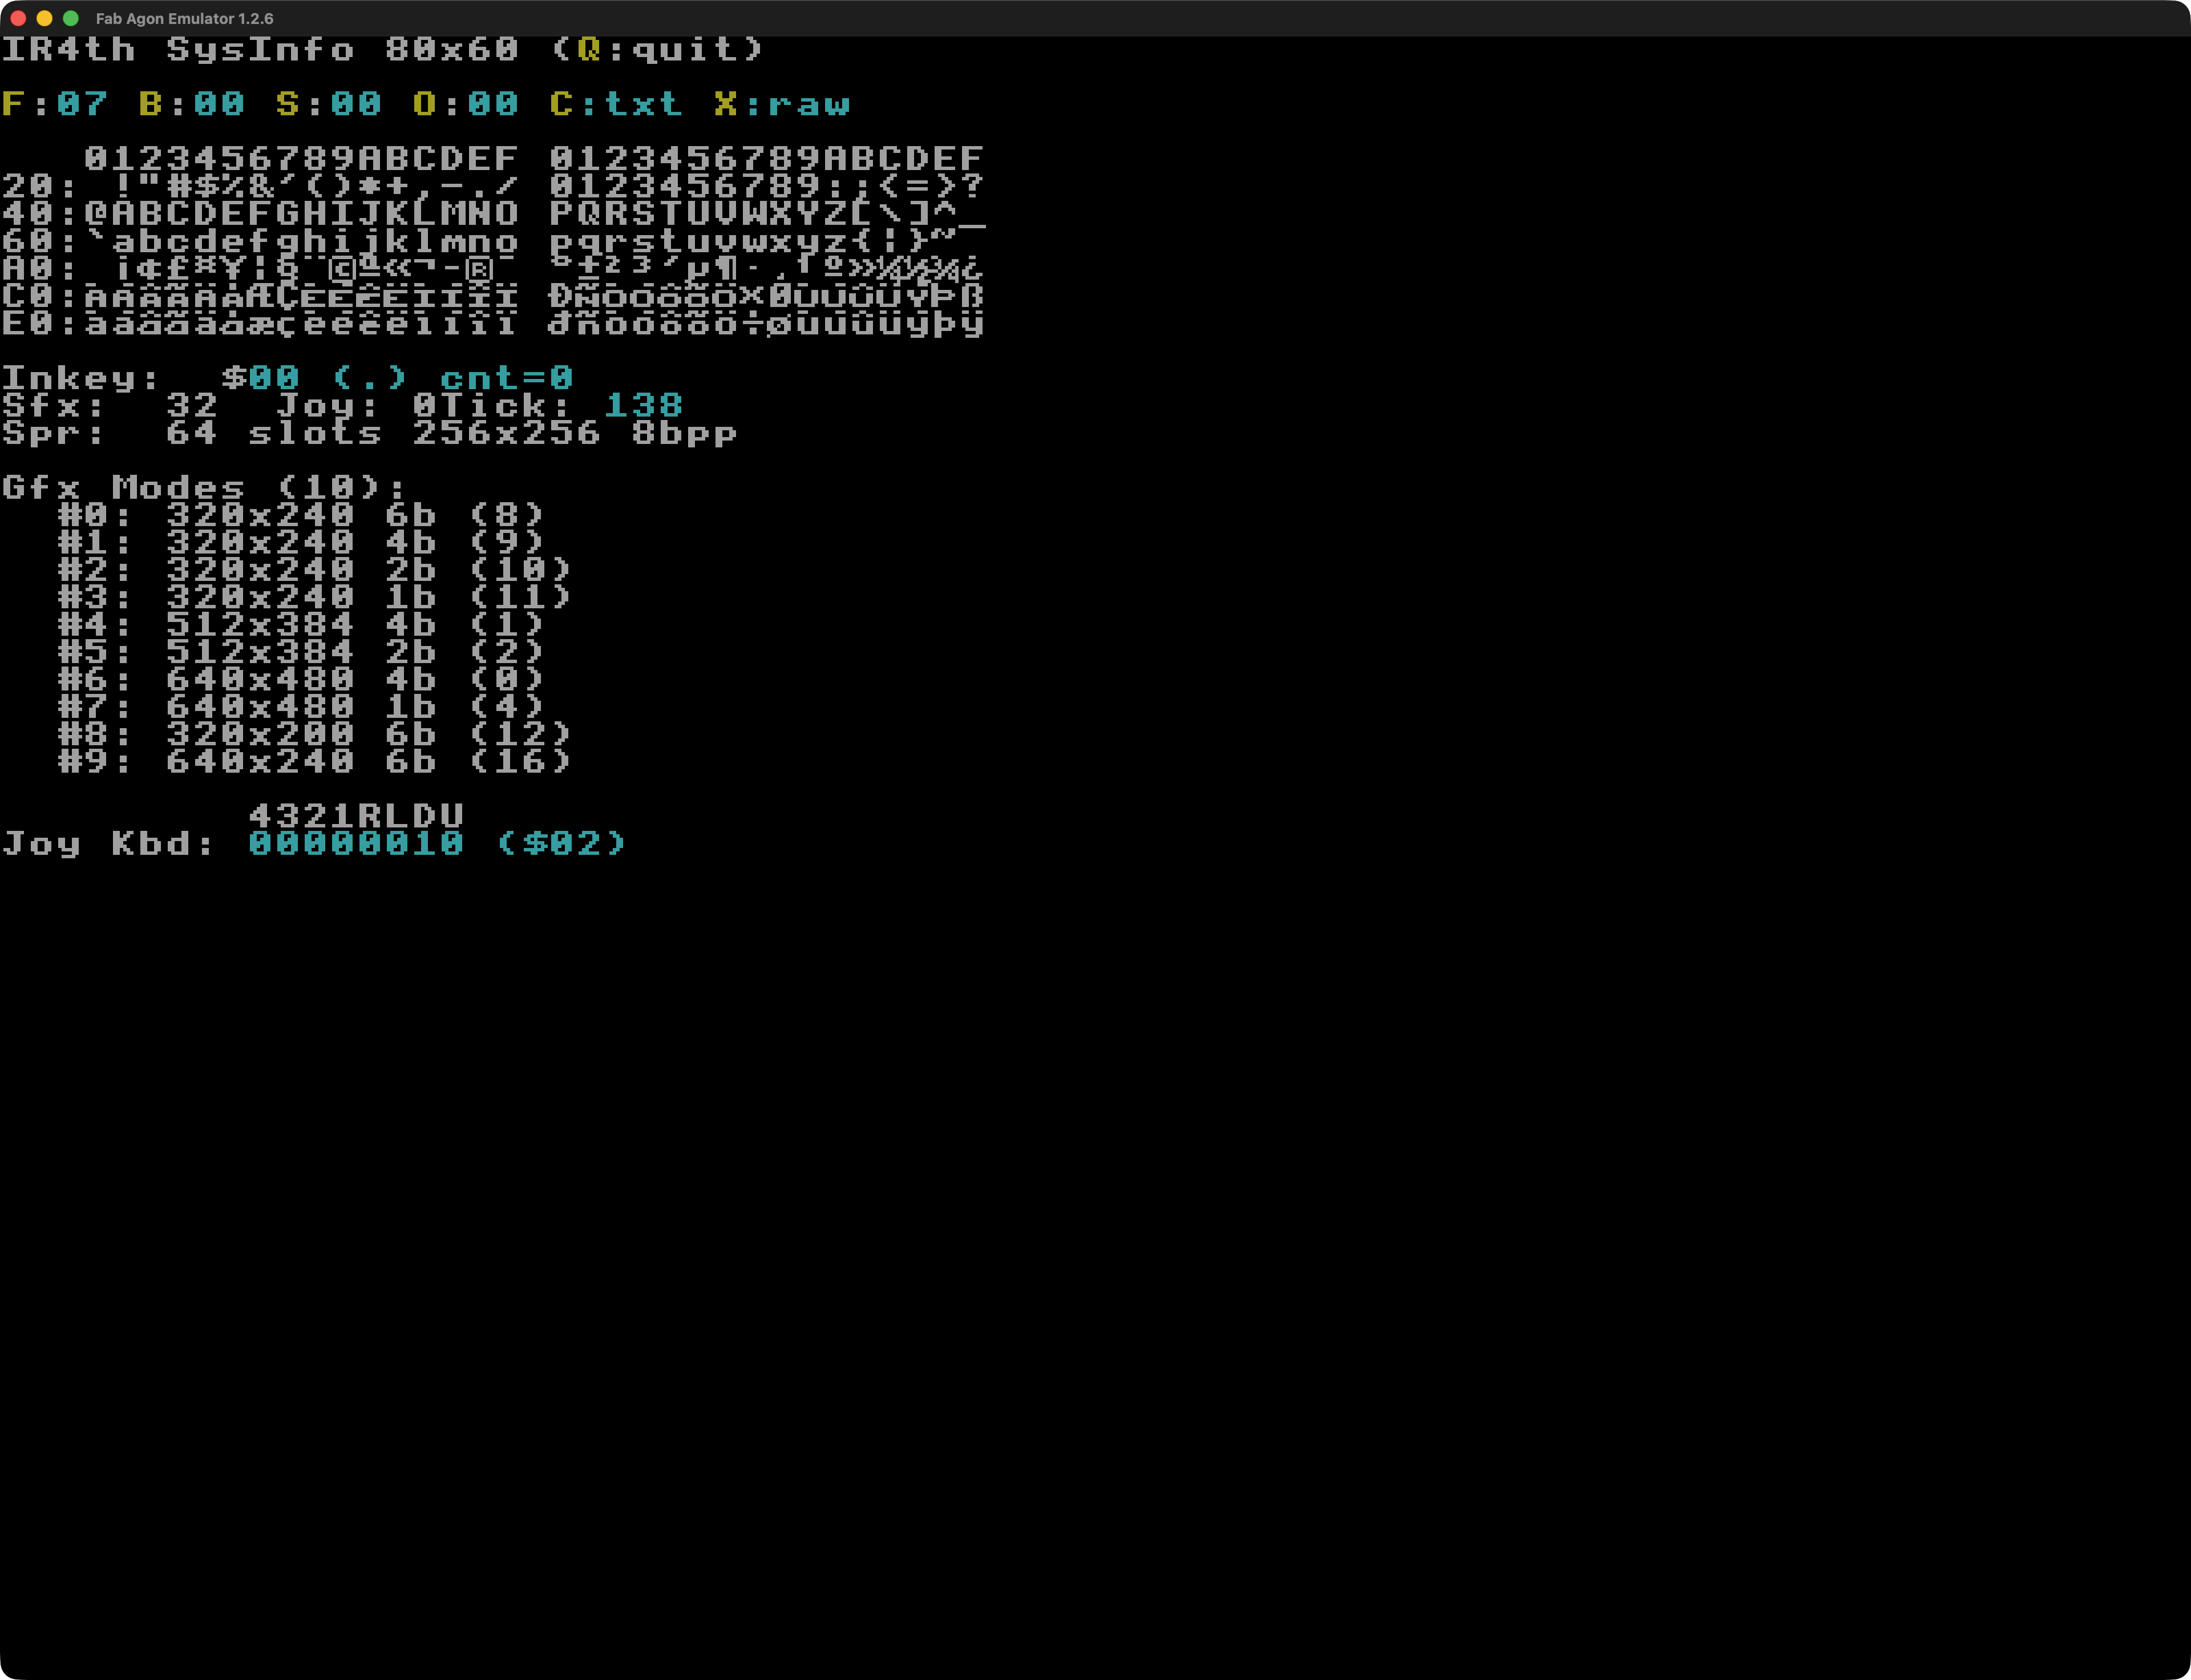 Fab Agon Emulator 1.2.6
IR4th SysInfo 80x60 (Q:quit)
F:07 B:00 S:00 O:00 C:txt X:raw
0123456789ABCDEF 0123456789ABCDEF
20: !"#$%&'()*+,-./ 0123456789:;<=>?
40:@ABCDEFGHIJKLMNO PQRSTUVWXYZ[\]^_
60:`abcdefghijklmno pqrstuvwxyz{¦}~¯
A0: ¡¢£¤¥¦§¨©ª«¬-®¯ °±²³´µ¶·¸¹º»¼½¾¿
C0:ÀÁÂÃÄÅÆÇÈÉÊËÌÍÎÏ ÐÑÒÓÔÕÖ×ØÙÚÛÜÝÞß
E0:àáâãäåæçèéêëìíîï ðñòóôõö÷øùúûüýþÿ
Inkey: $00 (.) cnt=0
Sfx: 32 Joy: 0Tick: 138
Spr: 64 slots 256x256 8bpp
Gfx Modes (10):
#0: 320x240 6b (8)
#1: 320x240 4b (9)
#2: 320x240 2b (10)
#3: 320x240 1b (11)
#4: 512x384 4b (1)
#5: 512x384 2b (2)
#6: 640x480 4b (0)
#7: 640x480 1b (4)
#8: 320x200 6b (12)
#9: 640x240 6b (16)
4321RLDU
Joy Kbd: 00000010 ($02)